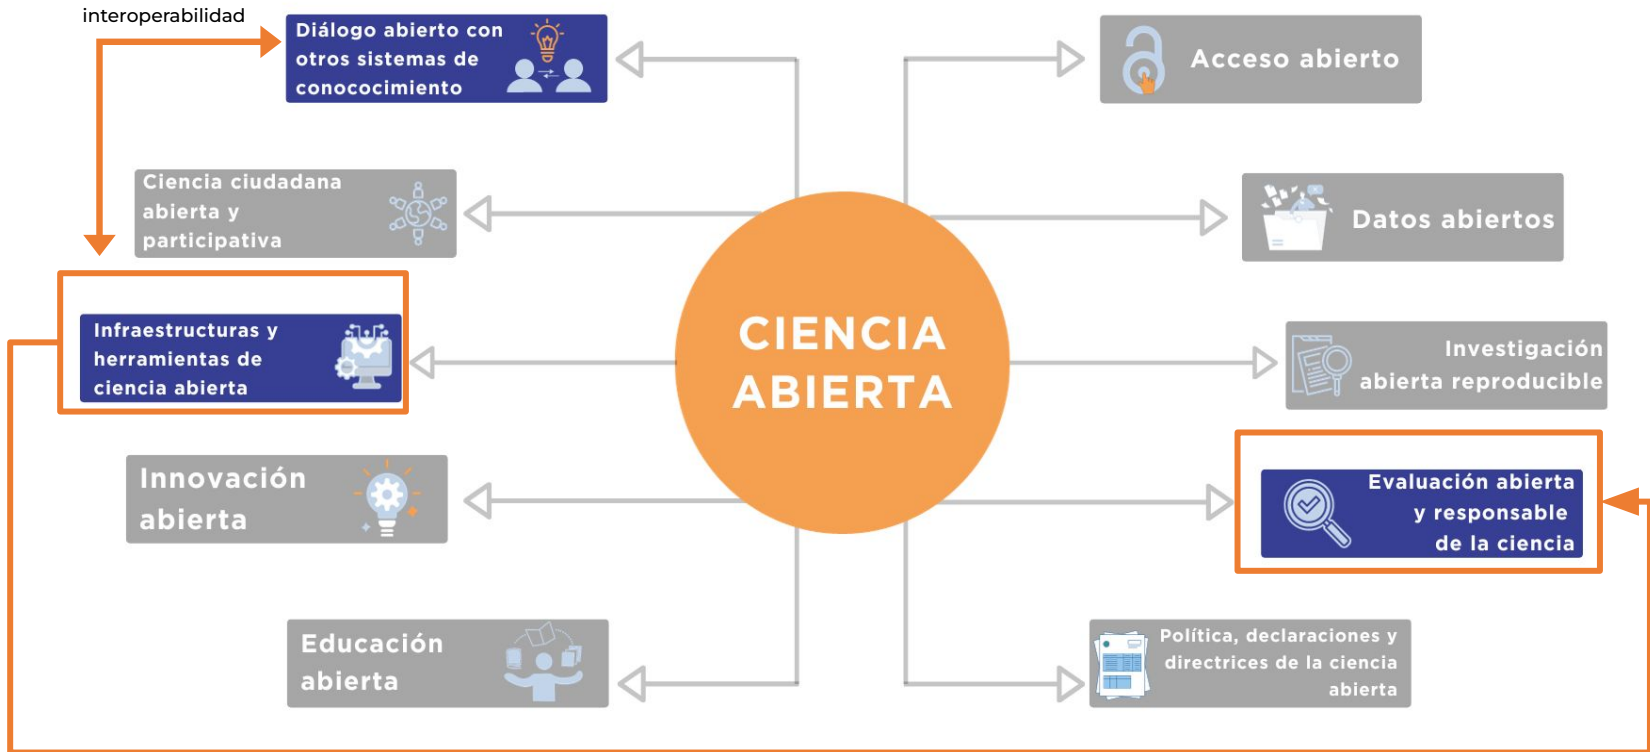 interoperabilidad
Diálogo abierto con
otros sistemas de
conococimiento
Ciencia ciudadana
abierta y
participativa
Infraestructuras y
herramientas de
ciencia abierta
Innovación
abierta
Educación
abierta
CIENCIA
ABIERTA
Acceso abierto
Datos abiertos
Investigación
abierta reproducible
Evaluación abierta
y responsable
de la ciencia
Política, declaraciones y
directrices de la ciencia
abierta